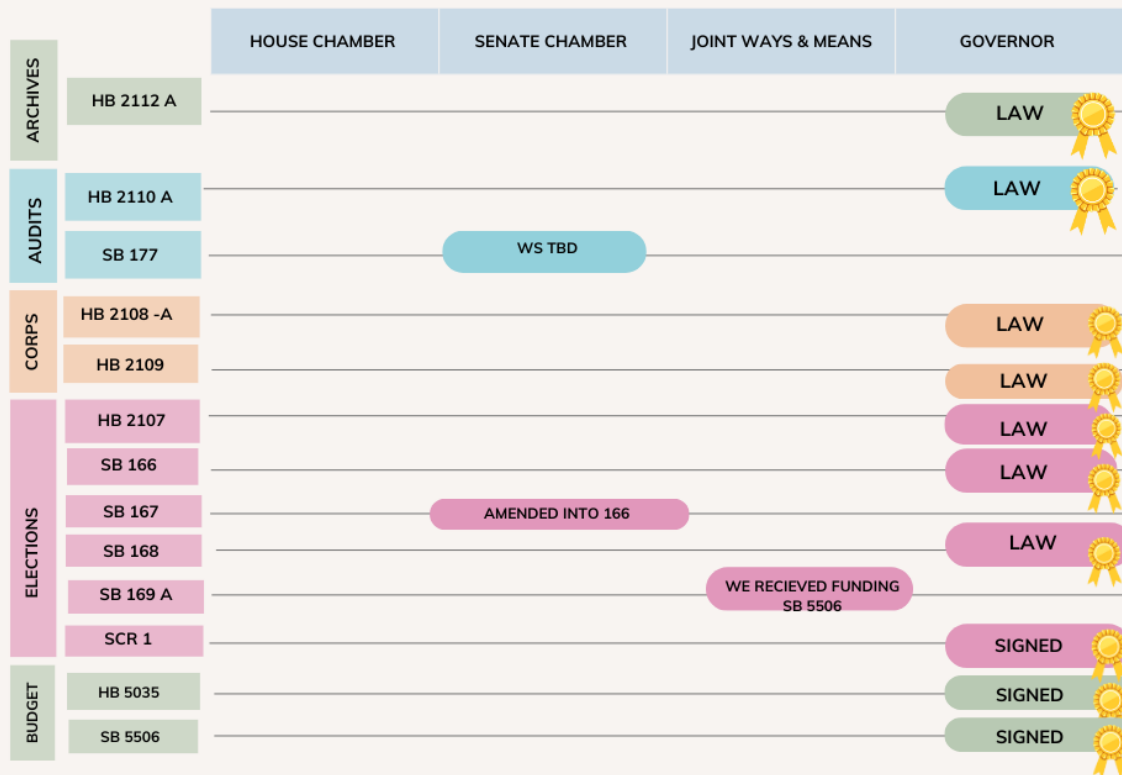 HOUSE CHAMBER
SENATE CHAMBER
JOINT WAYS & MEANS
GOVERNOR
ARCHIVES
HB 2112 A
LAW
AUDITS
HB 2110 A
LAW
SB 177
WS TBD
CORPS
HB 2108 -A
LAW
HB 2109
LAW
ELECTIONS
HB 2107
LAW
SB 166
LAW
SB 167
AMENDED INTO 166
SB 168
LAW
SB 169 A
WE RECIEVED FUNDING
SB 5506
SCR 1
SIGNED
BUDGET
HB 5035
SIGNED
SB 5506
SIGNED